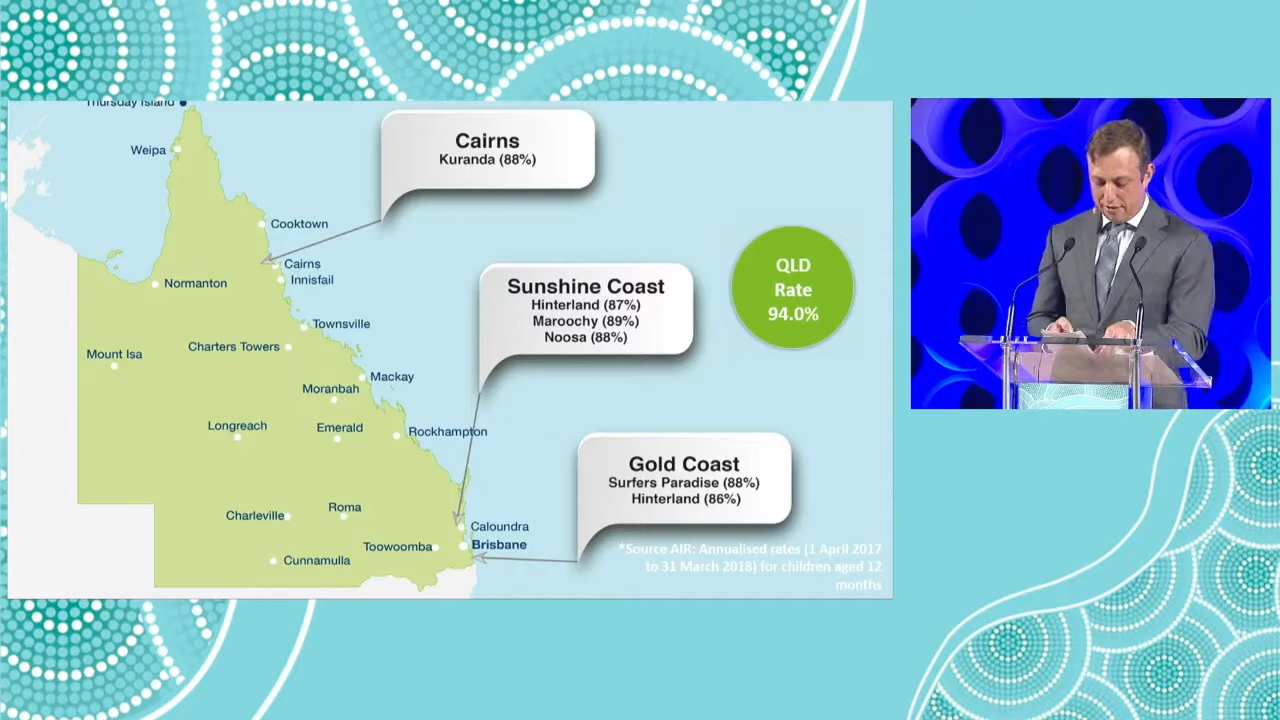 Thursday Island
Weipa
Cooktown
Cairns
Innisfail
Normanton
Townsville
Charters Towers
Mount Isa
Mackay
Moranbah
Longreach
Emerald
Rockhampton
Charleville
Roma
Caloundra
Brisbane
Toowoomba
Cunnamulla
Cairns
Kuranda (88%)
Sunshine Coast
Hinterland (87%)
Maroochy (89%)
Noosa (88%)
Gold Coast
Surfers Paradise (88%)
Hinterland (86%)
QLD
Rate
94.0%
*Source AIR: Annualised rates (1 April 2017
to 31 March 2018) for children aged 12
months